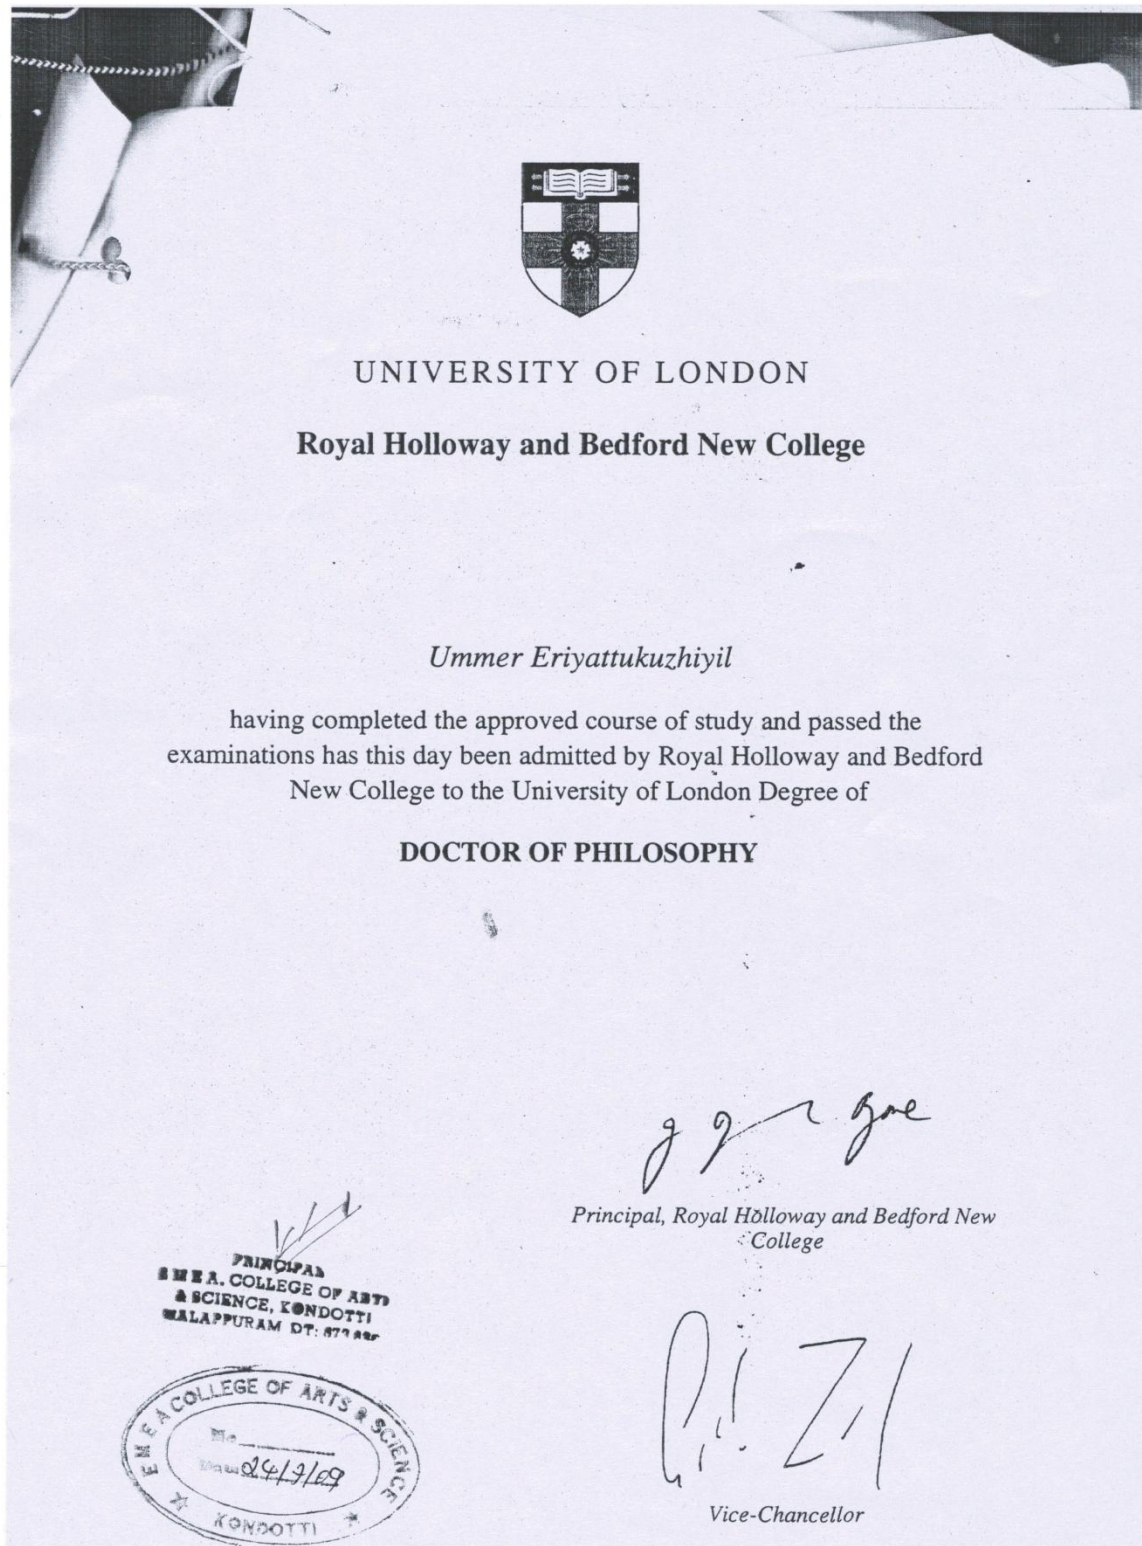 UNIVERSITY OF LONDON
Royal Holloway and Bedford New College
Ummer Eriyattukuzhiyil
having completed the approved course of study and passed the
examinations has this day been admitted by Royal Holloway and Bedford
New College to the University of London Degree of
DOCTOR OF PHILOSOPHY
Principal, Royal Holloway and Bedford New
College
PRINCIPAL
E M E A. COLLEGE OF ARTS
& SCIENCE, KONDOTTI
MALAPPURAM DT:
Vice-Chancellor
E M E A COLLEGE OF ARTS & SCIENCE
No
Date 24/7/09
KONDOTTI